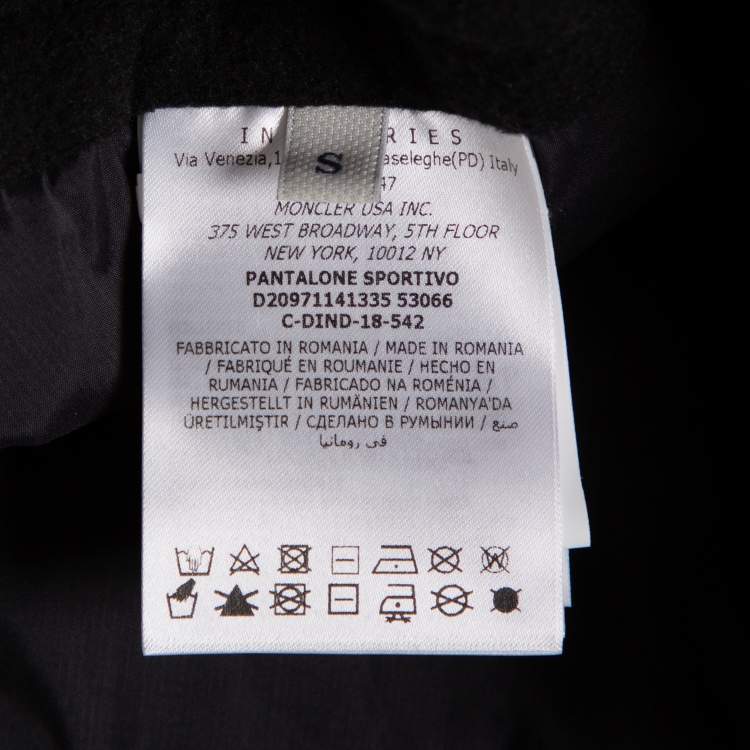 IN RIES
Via Venezia,1 aseleghe(PD) Italy
S
47
MONCLER USA INC.
375 WEST BROADWAY, 5TH FLOOR
NEW YORK, 10012 NY
PANTALONE SPORTIVO
D20971141335 53066
C-DIND-18-542
FABBRICATO IN ROMANIA / MADE IN ROMANIA
/ FABRIQUÉ EN ROUMANIE / HECHO EN
RUMANIA / FABRICADO NA ROMÉNIA /
HERGESTELLT IN RUMÄNIEN / ROMANYA'DA
ÜRETILMIŞTIR / СДЕЛАНО В РУМЫНИИ / صنع
في رومانيا